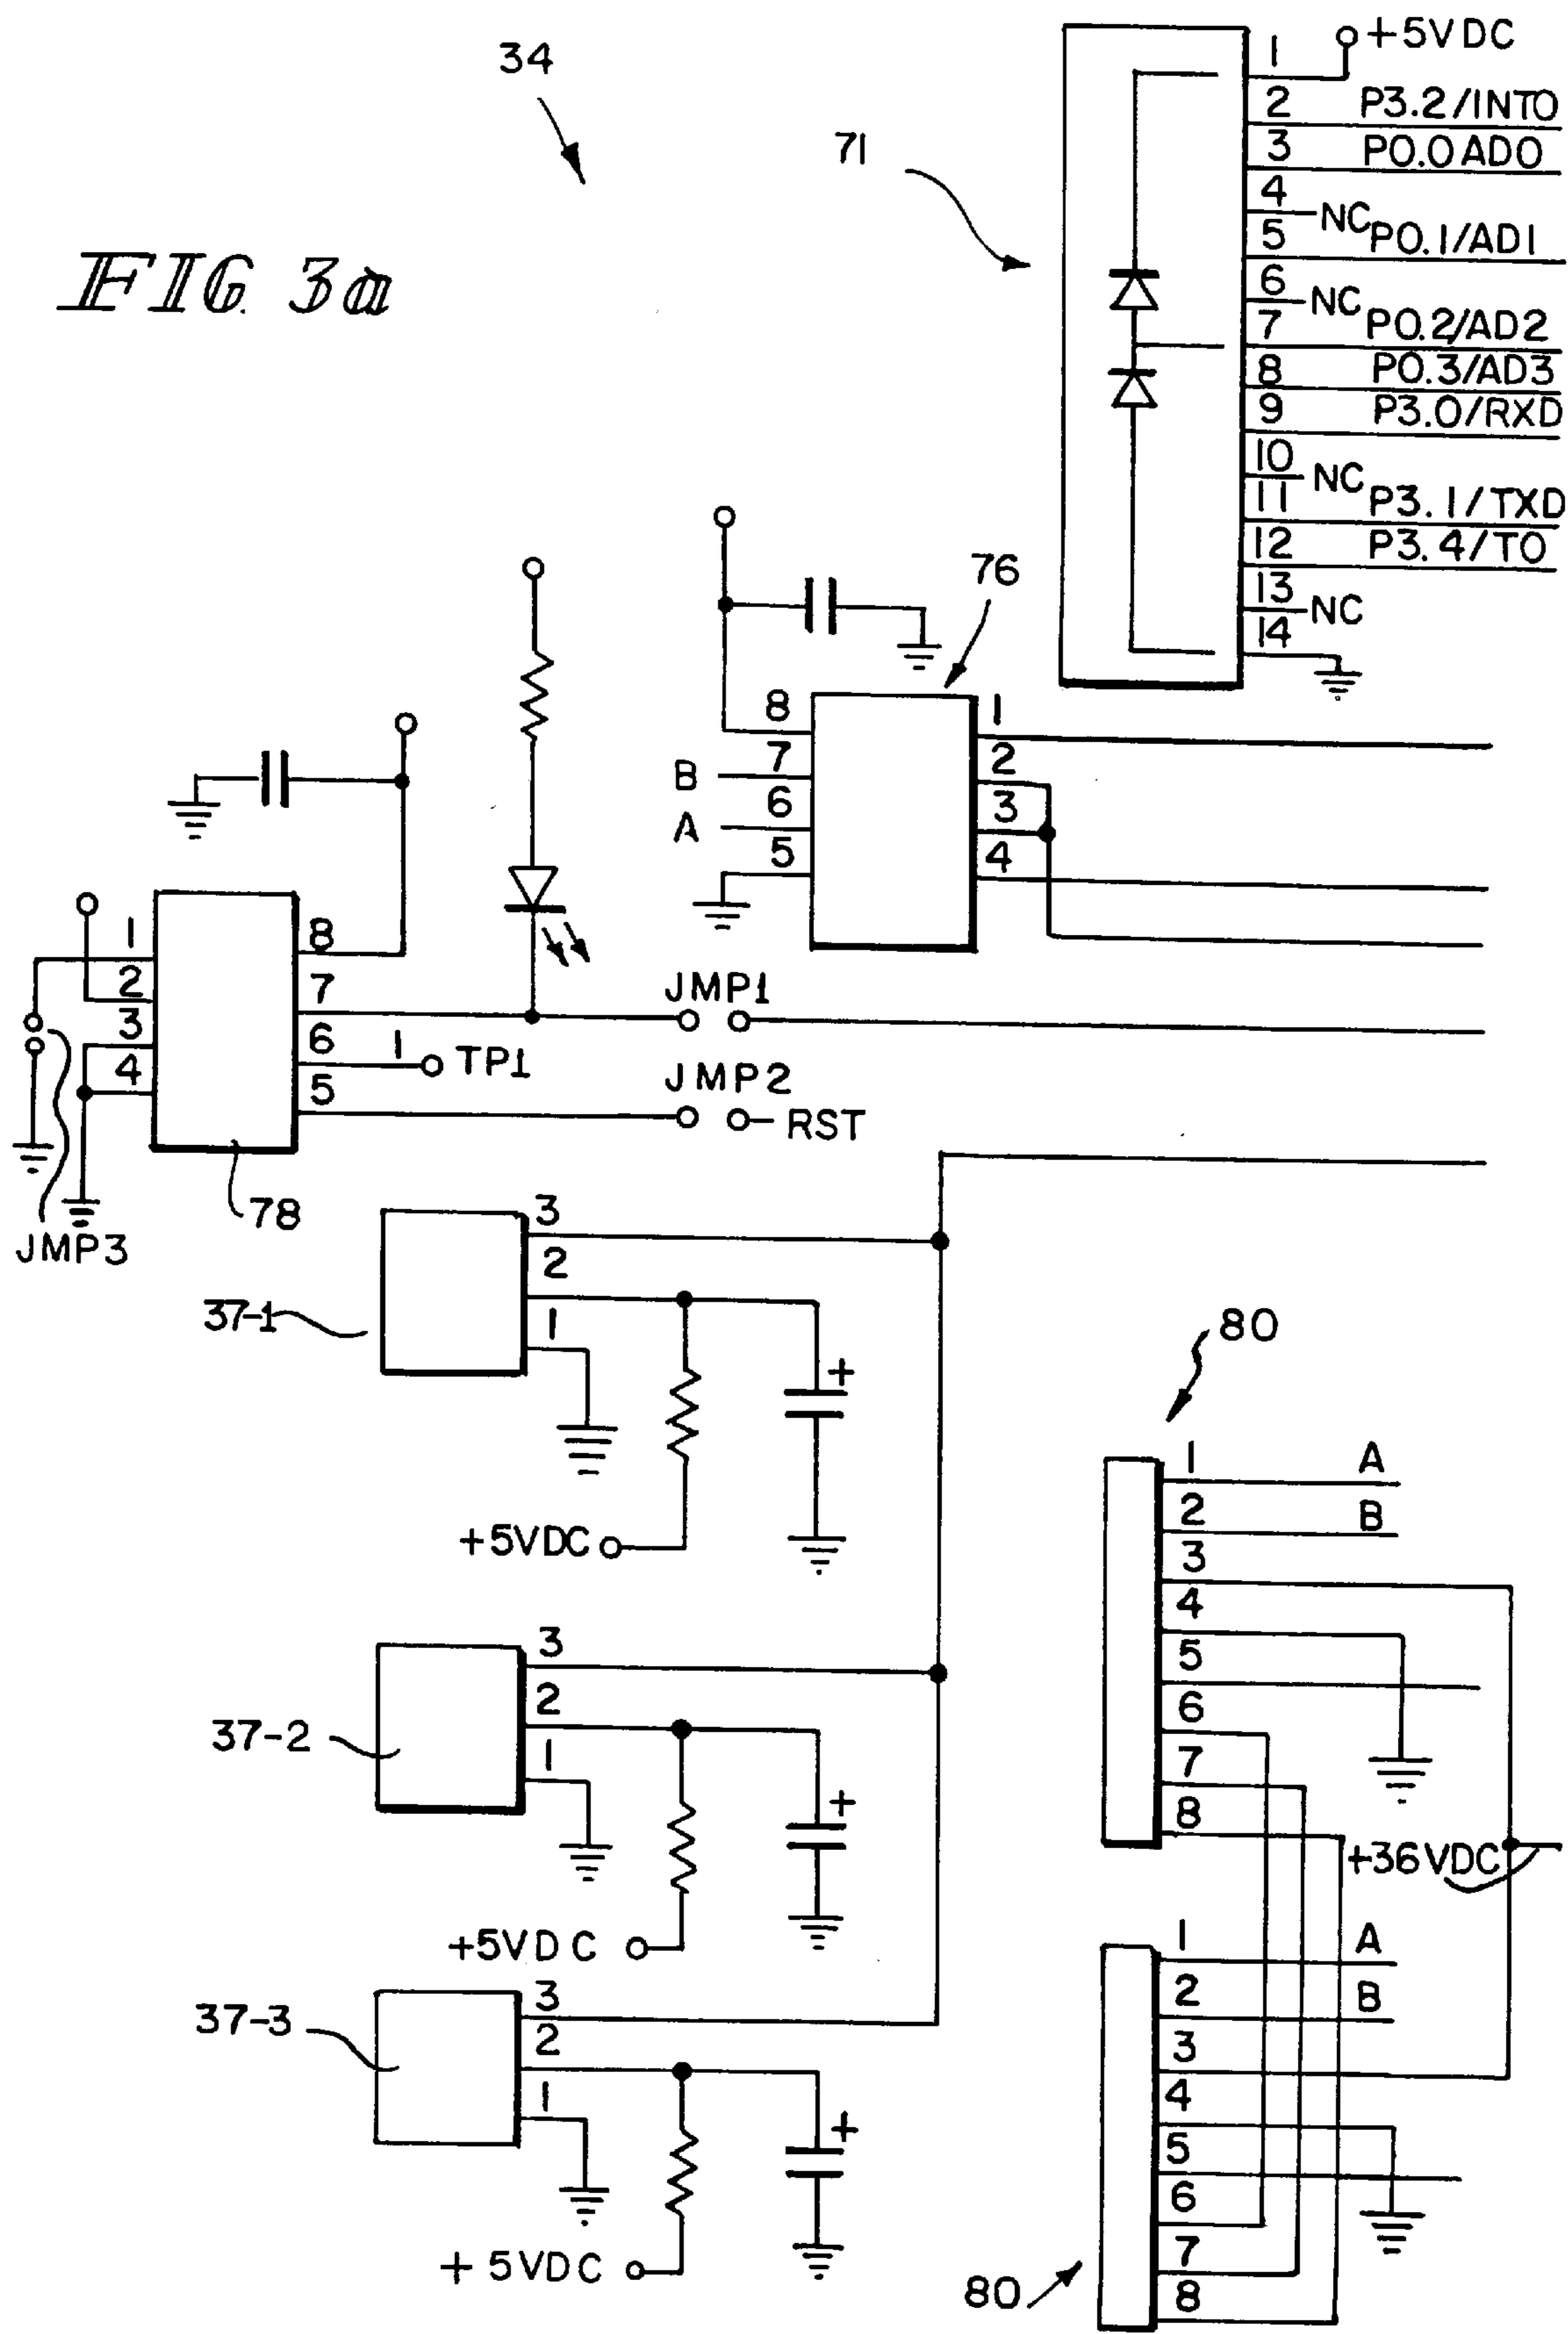 34
FIG. 3a
71
1
+5VDC
2
P3.2/INTO
3
P0.0 AD0
4
NC
5
P0.1/AD1
6
NC
7
P0.2/AD2
8
P0.3/AD3
9
P3.0/RXD
10
NC
11
P3.1/TXD
12
P3.4/TO
13
NC
14
76
8
7
B
6
A
5
1
2
3
4
1
2
3
4
8
7
6
5
1
TP1
JMP1
JMP2
RST
78
JMP3
3
2
1
37-1
+
+5VDC
3
2
1
37-2
+
+5VDC
3
2
1
37-3
+
+ 5VDC
80
1
A
2
B
3
4
5
6
7
8
+36VDC
1
A
2
B
3
4
5
6
7
8
80